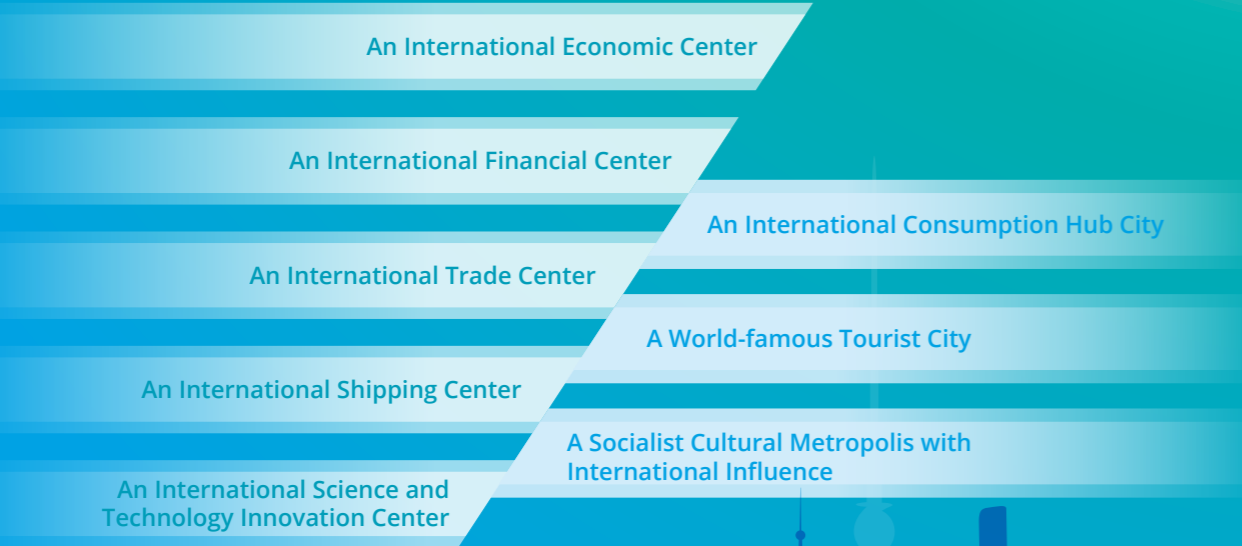 An International Economic Center
An International Financial Center
An International Trade Center
An International Shipping Center
An International Science and
Technology Innovation Center
An International Consumption Hub City
A World-famous Tourist City
A Socialist Cultural Metropolis with
International Influence